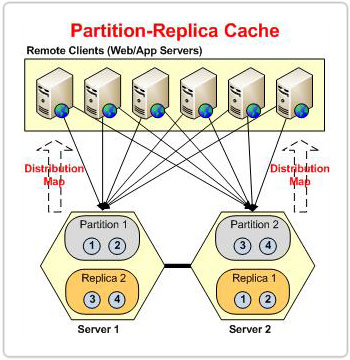 Partition-Replica Cache
Remote Clients (Web/App Servers)
Distribution
Map
Distribution
Map
Partition 1
1 2
Replica 2
3 4
Server 1
Partition 2
3 4
Replica 1
1 2
Server 2